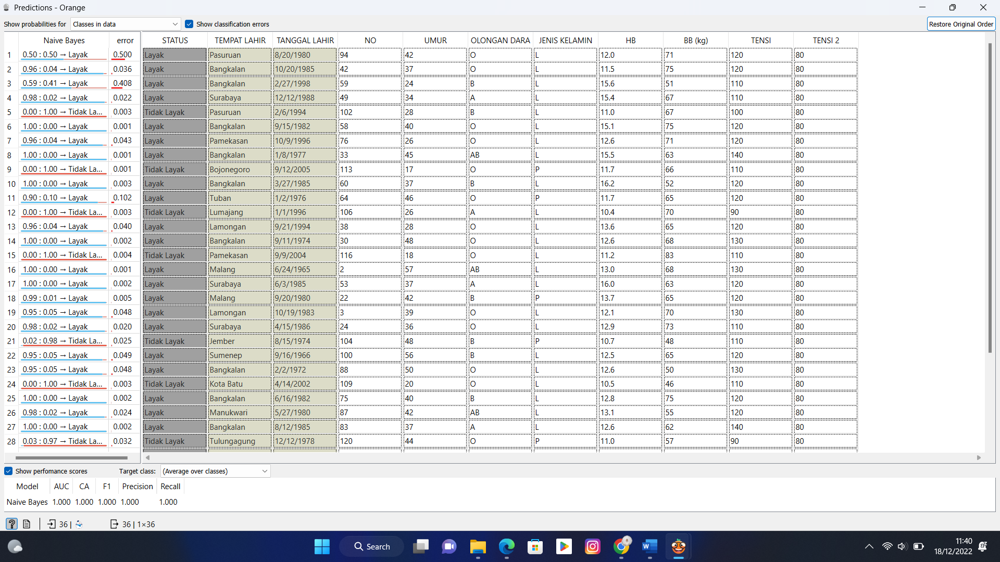 Predictions - Orange
Show probabilities for Classes in data Show classification errors Restore Original Order
Naive Bayes error STATUS TEMPAT LAHIR TANGGAL LAHIR NO UMUR OLONGAN DARA JENIS KELAMIN HB BB (kg) TENSI TENSI 2
1 0.50 : 0.50 → Layak 0.500 Layak Pasuruan 8/20/1980 94 42 O L 12.0 71 120 80
2 0.96 : 0.04 → Layak 0.036 Layak Bangkalan 10/20/1985 42 37 O L 11.5 75 120 80
3 0.59 : 0.41 → Layak 0.408 Layak Bangkalan 2/27/1998 59 24 B L 15.6 51 110 80
4 0.98 : 0.02 → Layak 0.022 Layak Surabaya 12/12/1988 49 34 A L 15.4 67 110 80
5 0.00 : 1.00 → Tidak La... 0.003 Tidak Layak Pasuruan 2/6/1994 102 28 B L 11.0 67 100 80
6 1.00 : 0.00 → Layak 0.001 Layak Bangkalan 9/15/1982 58 40 O L 15.1 75 120 80
7 0.96 : 0.04 → Layak 0.043 Layak Pamekasan 10/9/1996 76 26 O L 12.6 71 120 80
8 1.00 : 0.00 → Layak 0.001 Layak Bangkalan 1/8/1977 33 45 AB L 15.5 63 140 80
9 0.00 : 1.00 → Tidak La... 0.001 Tidak Layak Bojonegoro 9/12/2005 113 17 O P 11.7 66 110 80
10 1.00 : 0.00 → Layak 0.003 Layak Bangkalan 3/27/1985 60 37 B L 16.2 52 120 80
11 0.90 : 0.10 → Layak 0.102 Layak Tuban 1/2/1976 64 46 O P 11.7 65 120 80
12 0.00 : 1.00 → Tidak La... 0.003 Tidak Layak Lumajang 1/1/1996 106 26 A L 10.4 70 90 80
13 0.96 : 0.04 → Layak 0.040 Layak Lamongan 9/21/1994 38 28 O L 13.6 65 120 80
14 1.00 : 0.00 → Layak 0.002 Layak Bangkalan 9/11/1974 30 48 O L 12.6 68 130 80
15 0.00 : 1.00 → Tidak La... 0.004 Tidak Layak Pamekasan 9/9/2004 116 18 O L 11.2 83 110 80
16 1.00 : 0.00 → Layak 0.001 Layak Malang 6/24/1965 2 57 AB L 13.0 68 130 80
17 1.00 : 0.00 → Layak 0.002 Layak Surabaya 6/3/1985 53 37 A L 16.0 63 120 80
18 0.99 : 0.01 → Layak 0.005 Layak Malang 9/20/1980 22 42 B P 13.7 65 120 80
19 0.95 : 0.05 → Layak 0.048 Layak Lamongan 10/19/1983 3 39 O L 12.1 70 130 80
20 0.98 : 0.02 → Layak 0.020 Layak Surabaya 4/15/1986 24 36 O L 12.9 73 110 80
21 0.02 : 0.98 → Tidak La... 0.025 Tidak Layak Jember 8/15/1974 104 48 B P 10.7 48 110 80
22 0.95 : 0.05 → Layak 0.049 Layak Sumenep 9/16/1966 100 56 B L 12.5 65 120 80
23 0.95 : 0.05 → Layak 0.048 Layak Bangkalan 2/2/1972 88 50 O L 12.6 50 130 80
24 0.00 : 1.00 → Tidak La... 0.003 Tidak Layak Kota Batu 4/14/2002 109 20 O L 10.5 46 110 80
25 1.00 : 0.00 → Layak 0.002 Layak Bangkalan 6/16/1982 75 40 B L 12.8 75 120 80
26 0.98 : 0.02 → Layak 0.024 Layak Manukwari 5/27/1980 87 42 AB L 13.1 55 120 80
27 1.00 : 0.00 → Layak 0.002 Layak Bangkalan 8/12/1985 83 37 A L 12.6 62 140 80
28 0.03 : 0.97 → Tidak La... 0.032 Tidak Layak Tulungagung 12/12/1978 120 44 O P 11.0 57 90 80
Show perfomance scores Target class: (Average over classes)
Model AUC CA F1 Precision Recall
Naive Bayes 1.000 1.000 1.000 1.000 1.000
? 36 | 36 | 1×36
Search
11:40
18/12/2022